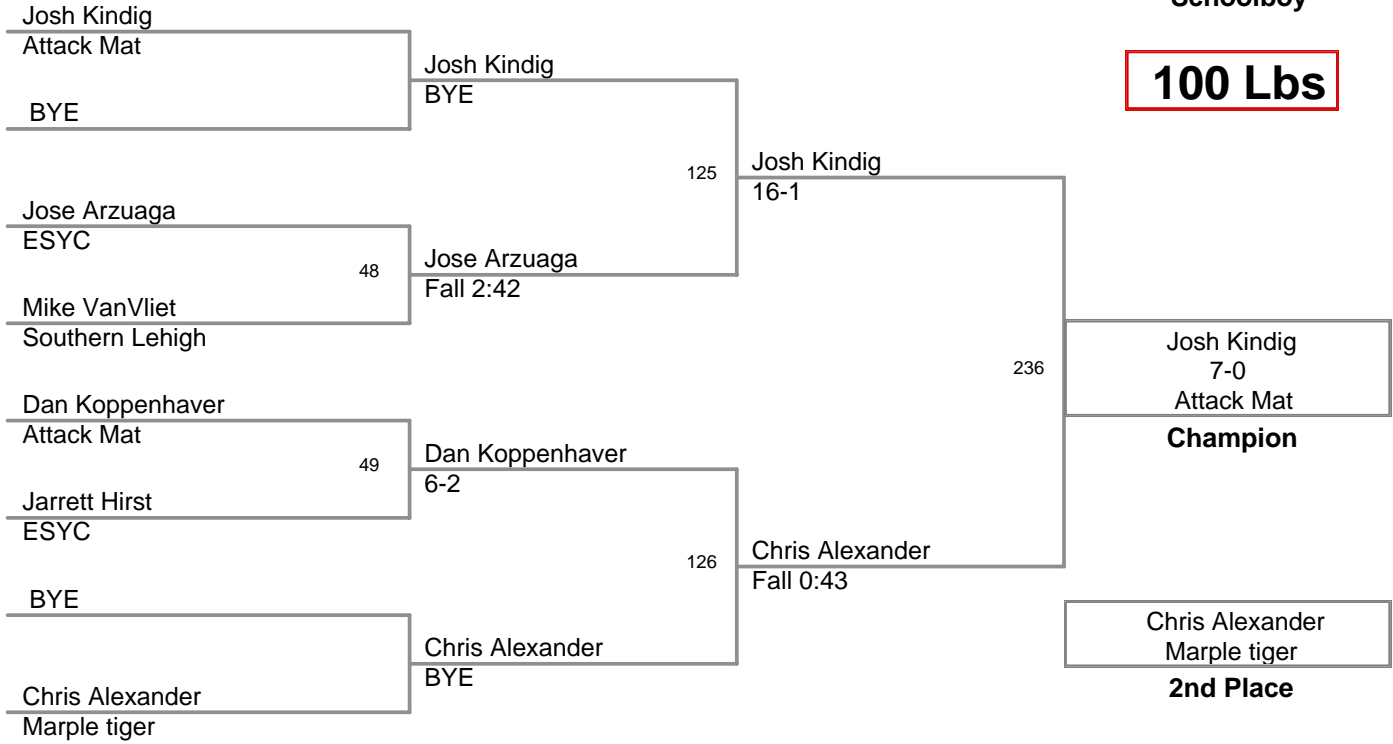 Schoolboy
100 Lbs
Josh Kindig
Attack Mat
BYE
Jose Arzuaga
ESYC
48
Mike VanVliet
Southern Lehigh
Dan Koppenhaver
Attack Mat
49
Jarrett Hirst
ESYC
BYE
Chris Alexander
Marple tiger
Josh Kindig
BYE
125
Jose Arzuaga
Fall 2:42
Dan Koppenhaver
6-2
126
Chris Alexander
BYE
Josh Kindig
16-1
236
Chris Alexander
Fall 0:43
Josh Kindig
7-0
Attack Mat
Champion
Chris Alexander
Marple tiger
2nd Place